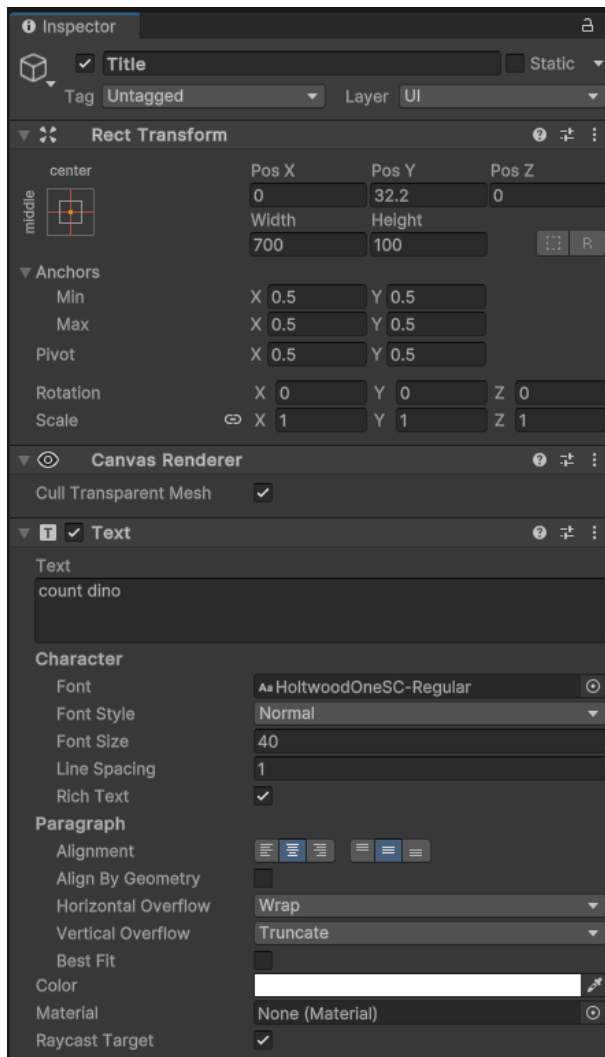 Inspector
Title Static
Tag Untagged Layer UI
Rect Transform
center Pos X Pos Y Pos Z
middle 0 32.2 0
Width Height
700 100 R
Anchors
Min X 0.5 Y 0.5
Max X 0.5 Y 0.5
Pivot X 0.5 Y 0.5
Rotation X 0 Y 0 Z 0
Scale X 1 Y 1 Z 1
Canvas Renderer
Cull Transparent Mesh
T Text
Text
count dino
Character
Font Aa HoltwoodOneSC-Regular
Font Style Normal
Font Size 40
Line Spacing 1
Rich Text
Paragraph
Alignment
Align By Geometry
Horizontal Overflow Wrap
Vertical Overflow Truncate
Best Fit
Color
Material None (Material)
Raycast Target